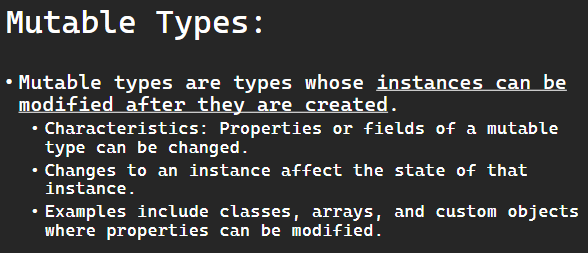 Mutable Types:
• Mutable types are types whose instances can be
modified after they are created.
• Characteristics: Properties or fields of a mutable
type can be changed.
• Changes to an instance affect the state of that
instance.
• Examples include classes, arrays, and custom objects
where properties can be modified.